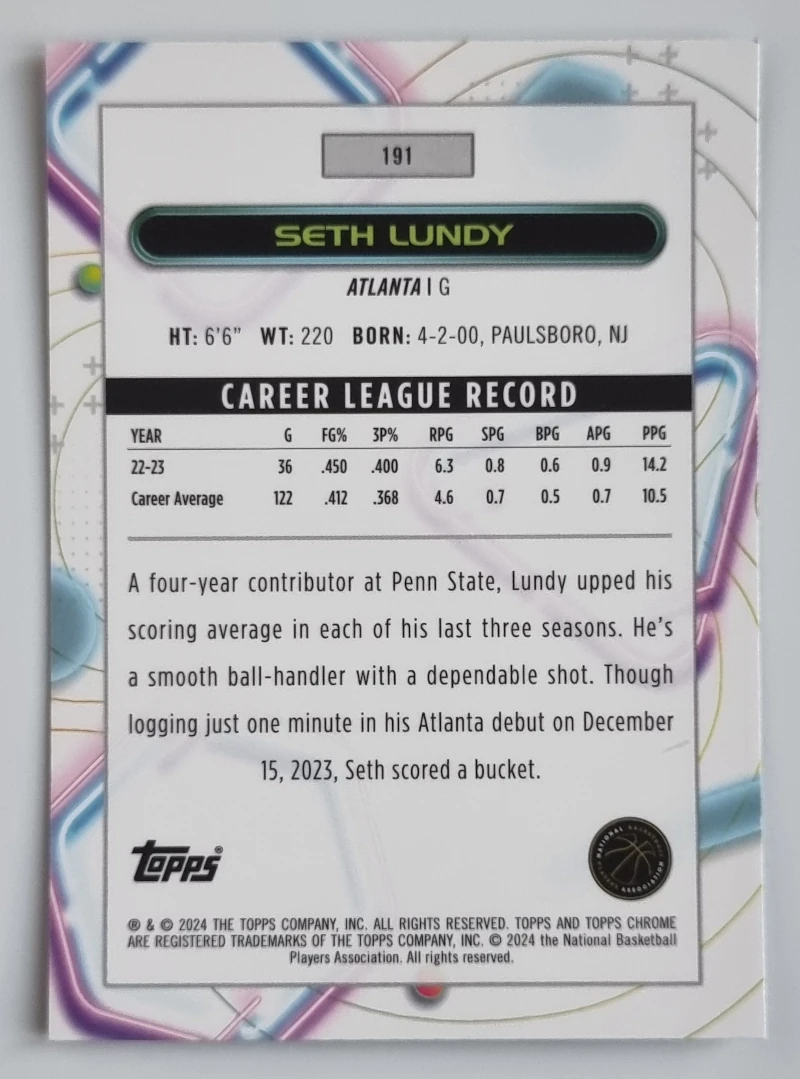 191
SETH LUNDY
ATLANTA | G
HT: 6'6" WT: 220 BORN: 4-2-00, PAULSBORO, NJ
CAREER LEAGUE RECORD
YEAR G FG% 3P% RPG SPG BPG APG PPG
22-23 36 .450 .400 6.3 0.8 0.6 0.9 14.2
Career Average 122 .412 .368 4.6 0.7 0.5 0.7 10.5
A four-year contributor at Penn State, Lundy upped his
scoring average in each of his last three seasons. He's
a smooth ball-handler with a dependable shot. Though
logging just one minute in his Atlanta debut on December
15, 2023, Seth scored a bucket.
topps®
NATIONAL BASKETBALL
PLAYERS ASSOCIATION
® & © 2024 THE TOPPS COMPANY, INC. ALL RIGHTS RESERVED. TOPPS AND TOPPS CHROME
ARE REGISTERED TRADEMARKS OF THE TOPPS COMPANY, INC. © 2024 the National Basketball
Players Association. All rights reserved.